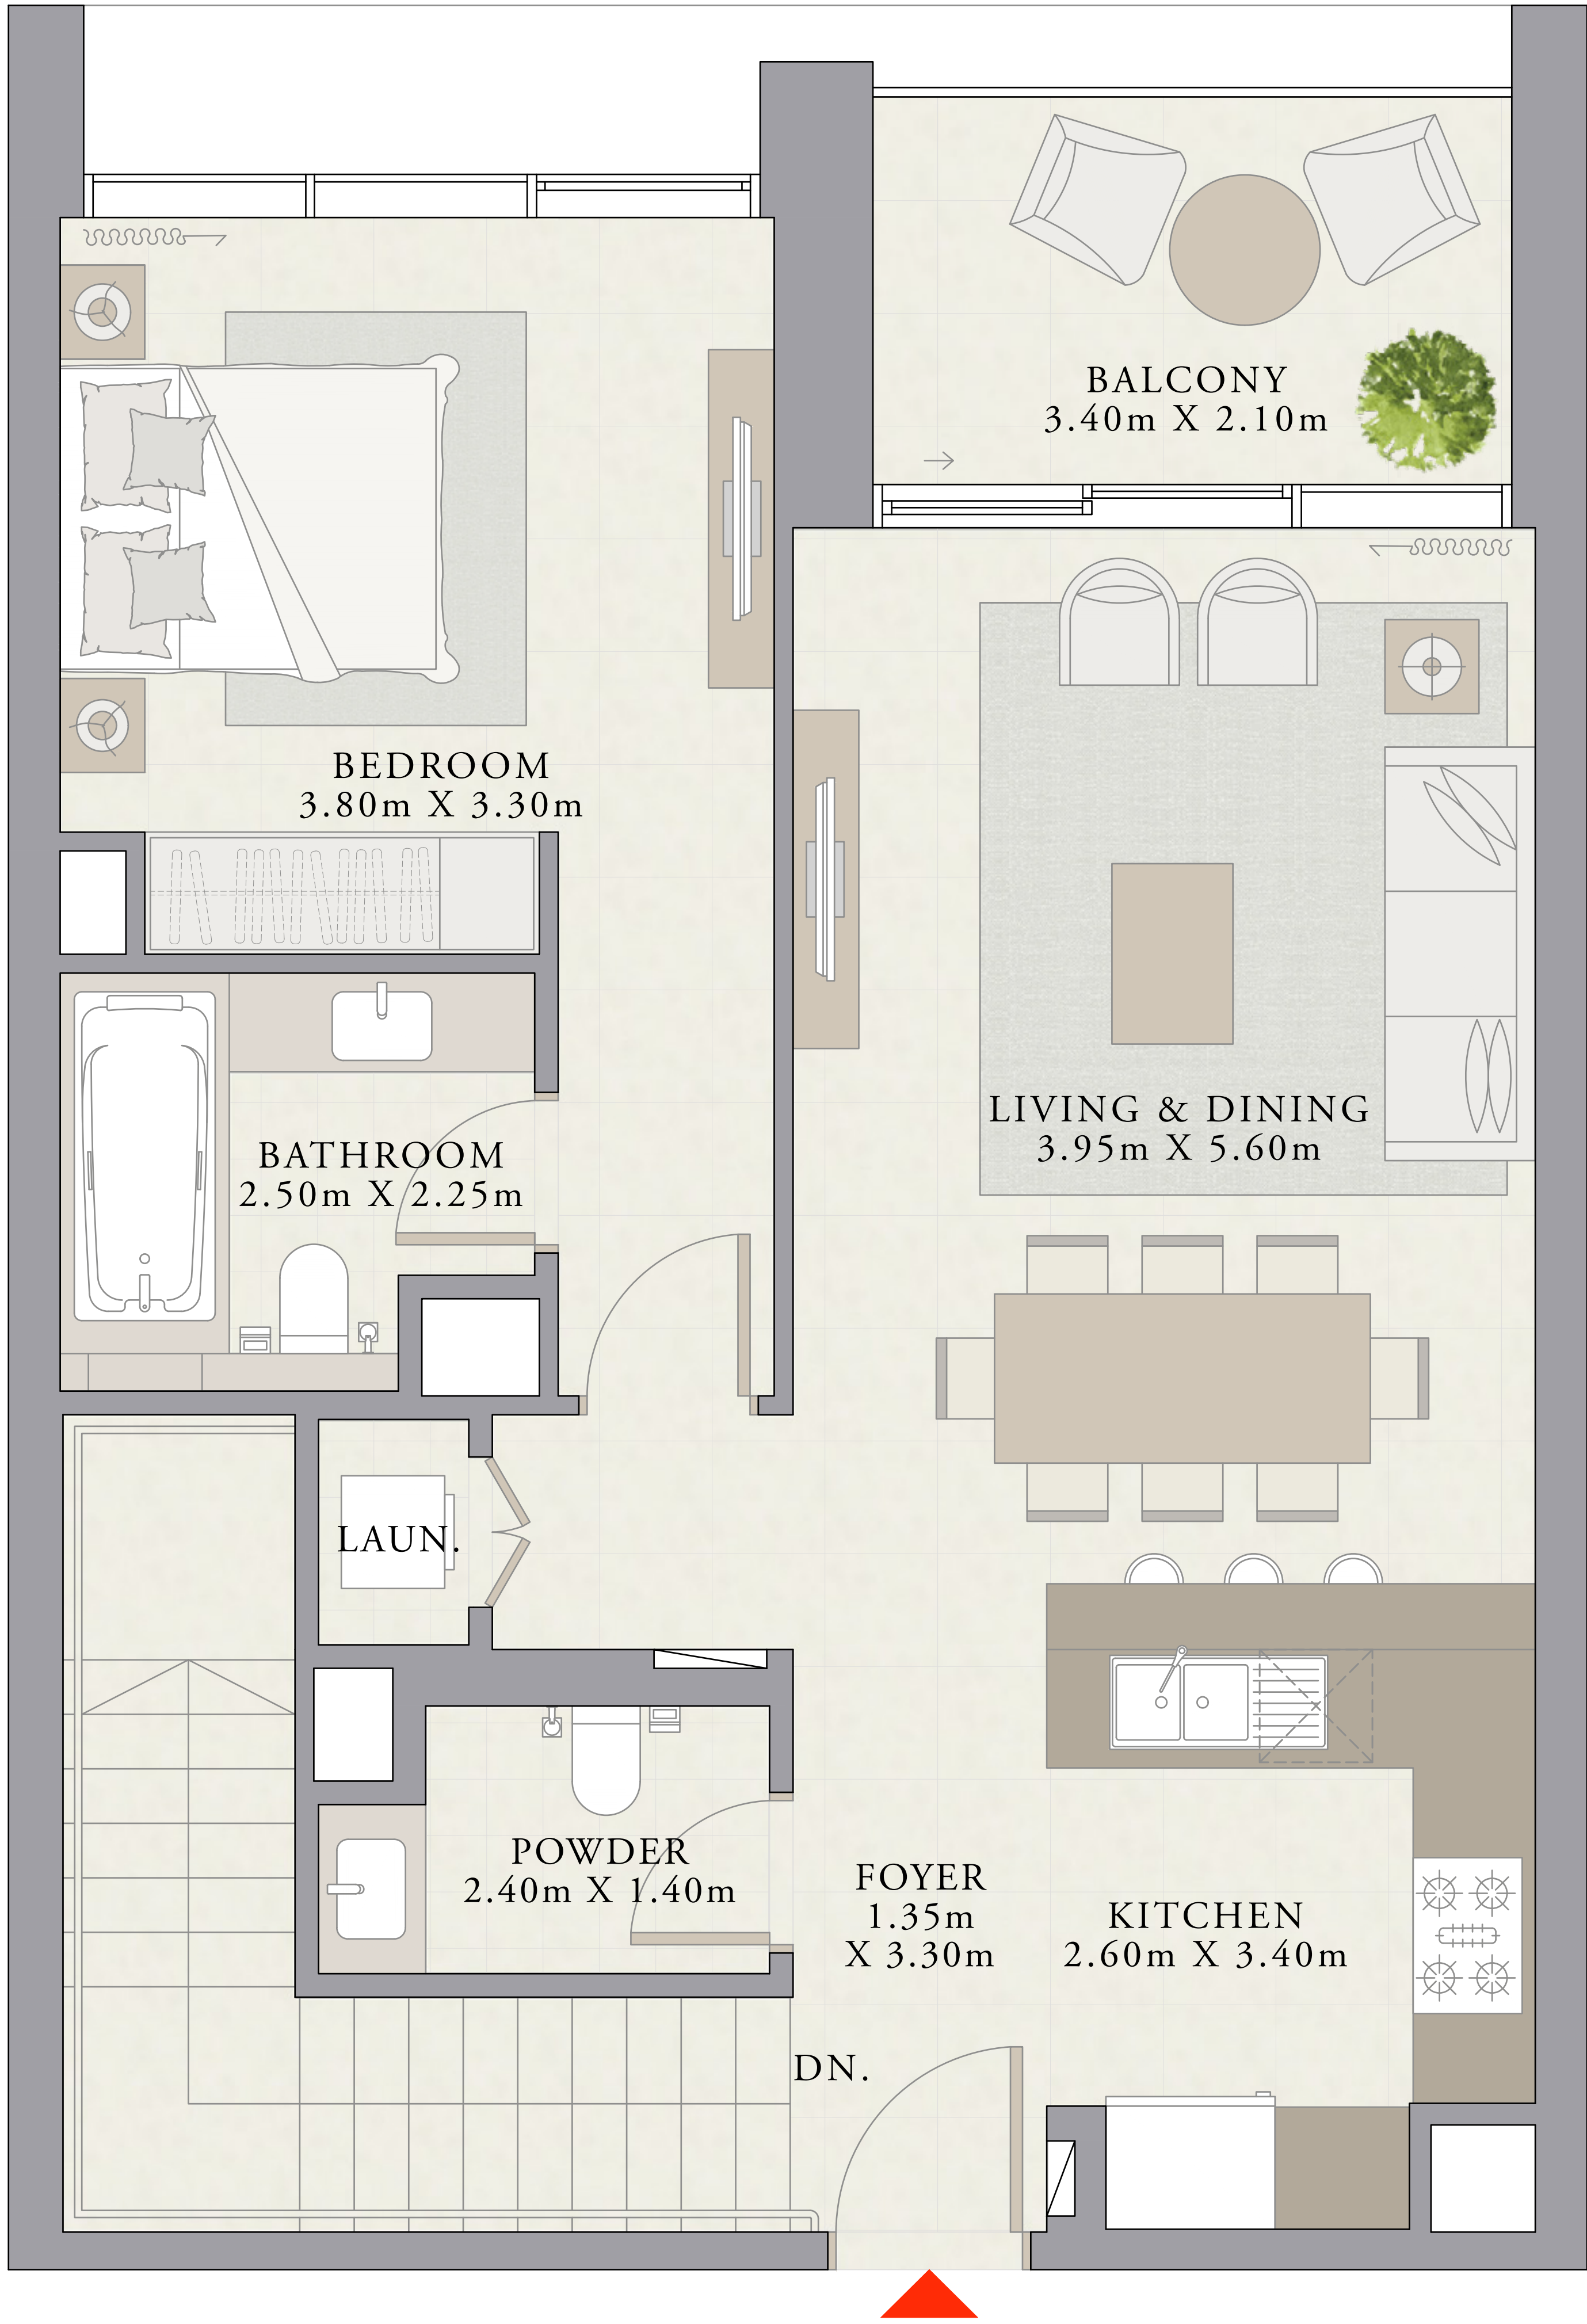 BALCONY
3.40m X 2.10m
BEDROOM
3.80m X 3.30m
LIVING & DINING
3.95m X 5.60m
BATHROOM
2.50m X 2.25m
LAUN.
POWDER
2.40m X 1.40m
FOYER
1.35m
X 3.30m
KITCHEN
2.60m X 3.40m
DN.